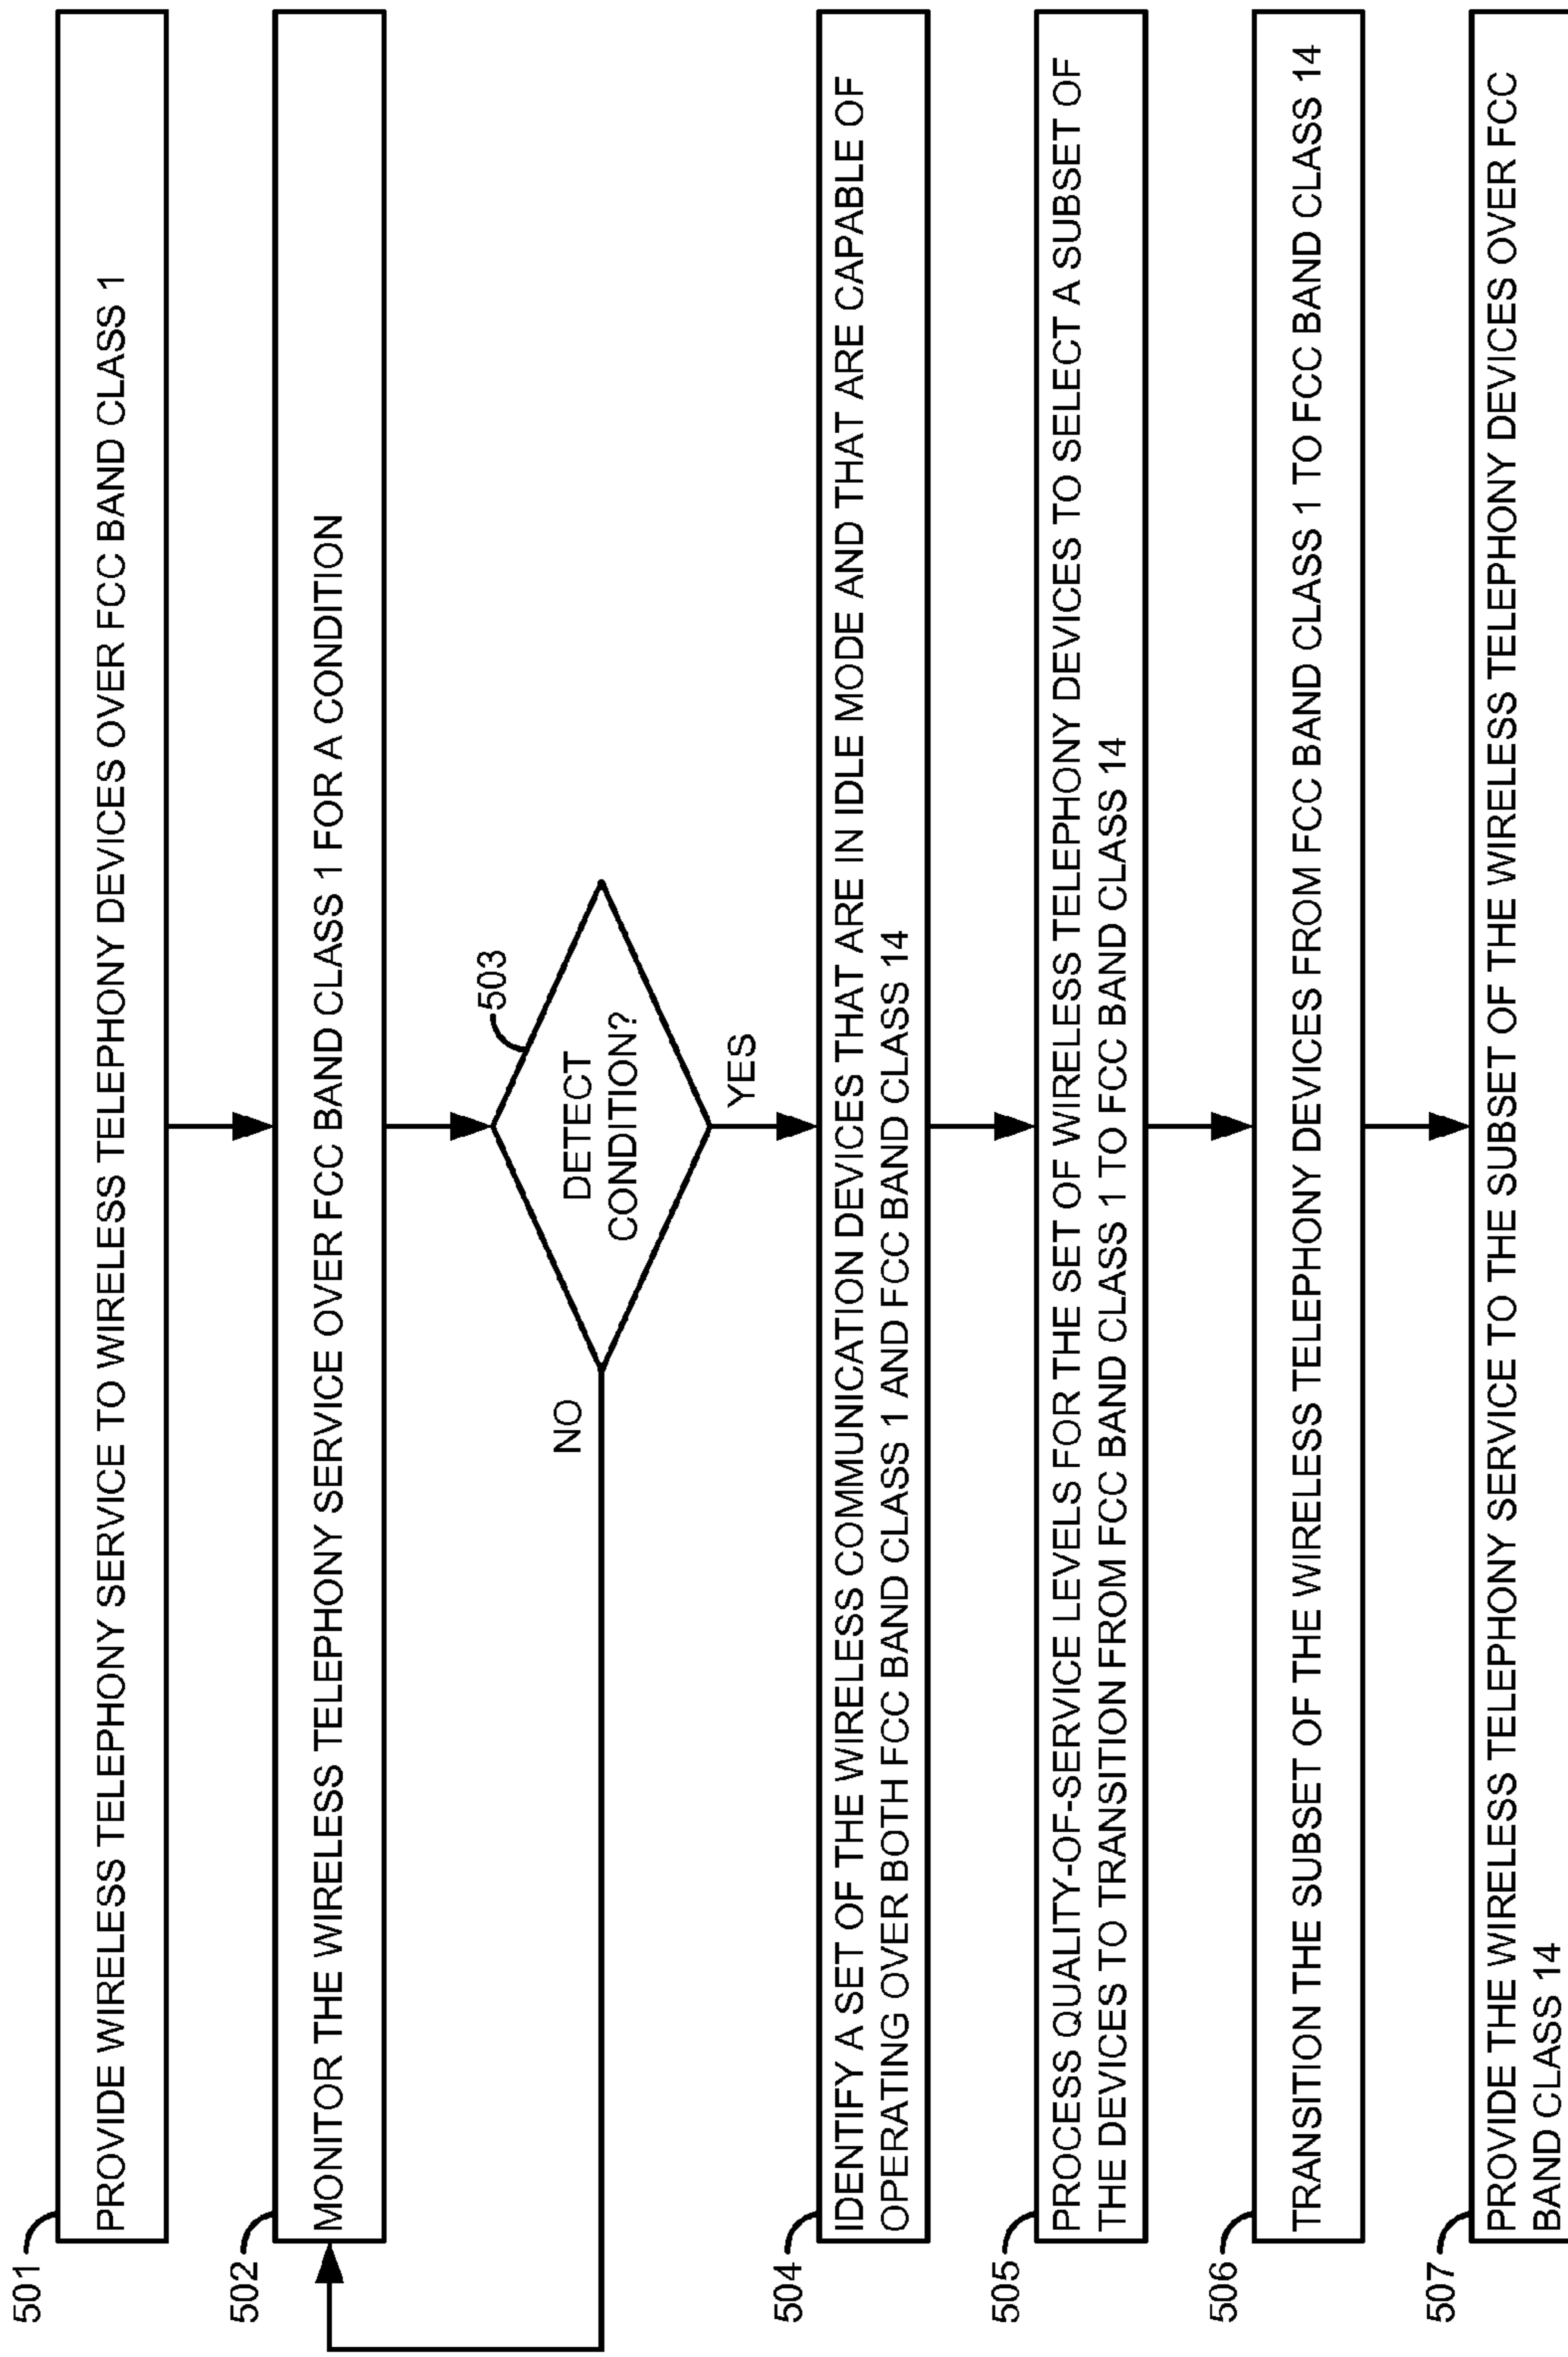 501
PROVIDE WIRELESS TELEPHONY SERVICE TO WIRELESS TELEPHONY DEVICES OVER FCC BAND CLASS 1
502
MONITOR THE WIRELESS TELEPHONY SERVICE OVER FCC BAND CLASS 1 FOR A CONDITION
503
DETECT
CONDITION?
NO
YES
504
IDENTIFY A SET OF THE WIRELESS COMMUNICATION DEVICES THAT ARE IN IDLE MODE AND THAT ARE CAPABLE OF
OPERATING OVER BOTH FCC BAND CLASS 1 AND FCC BAND CLASS 14
505
PROCESS QUALITY-OF-SERVICE LEVELS FOR THE SET OF WIRELESS TELEPHONY DEVICES TO SELECT A SUBSET OF
THE DEVICES TO TRANSITION FROM FCC BAND CLASS 1 TO FCC BAND CLASS 14
506
TRANSITION THE SUBSET OF THE WIRELESS TELEPHONY DEVICES FROM FCC BAND CLASS 1 TO FCC BAND CLASS 14
507
PROVIDE THE WIRELESS TELEPHONY SERVICE TO THE SUBSET OF THE WIRELESS TELEPHONY DEVICES OVER FCC
BAND CLASS 14